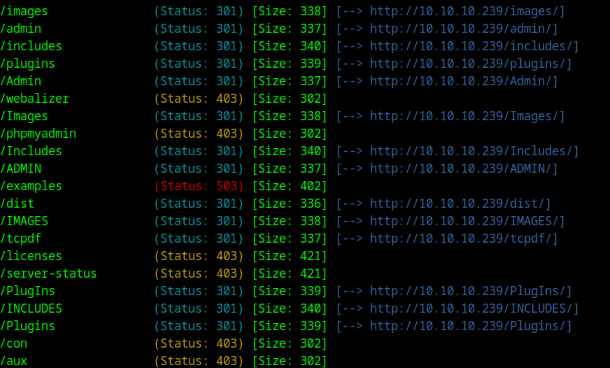 /images (Status: 301) [Size: 338] [--> http://10.10.10.239/images/]
/admin (Status: 301) [Size: 337] [--> http://10.10.10.239/admin/]
/includes (Status: 301) [Size: 340] [--> http://10.10.10.239/includes/]
/plugins (Status: 301) [Size: 339] [--> http://10.10.10.239/plugins/]
/Admin (Status: 301) [Size: 337] [--> http://10.10.10.239/Admin/]
/webalizer (Status: 403) [Size: 302]
/Images (Status: 301) [Size: 338] [--> http://10.10.10.239/Images/]
/phpmyadmin (Status: 403) [Size: 302]
/Includes (Status: 301) [Size: 340] [--> http://10.10.10.239/Includes/]
/ADMIN (Status: 301) [Size: 337] [--> http://10.10.10.239/ADMIN/]
/examples (Status: 503) [Size: 402]
/dist (Status: 301) [Size: 336] [--> http://10.10.10.239/dist/]
/IMAGES (Status: 301) [Size: 338] [--> http://10.10.10.239/IMAGES/]
/tcpdf (Status: 301) [Size: 337] [--> http://10.10.10.239/tcpdf/]
/licenses (Status: 403) [Size: 421]
/server-status (Status: 403) [Size: 421]
/PlugIns (Status: 301) [Size: 339] [--> http://10.10.10.239/PlugIns/]
/INCLUDES (Status: 301) [Size: 340] [--> http://10.10.10.239/INCLUDES/]
/Plugins (Status: 301) [Size: 339] [--> http://10.10.10.239/Plugins/]
/con (Status: 403) [Size: 302]
/aux (Status: 403) [Size: 302]